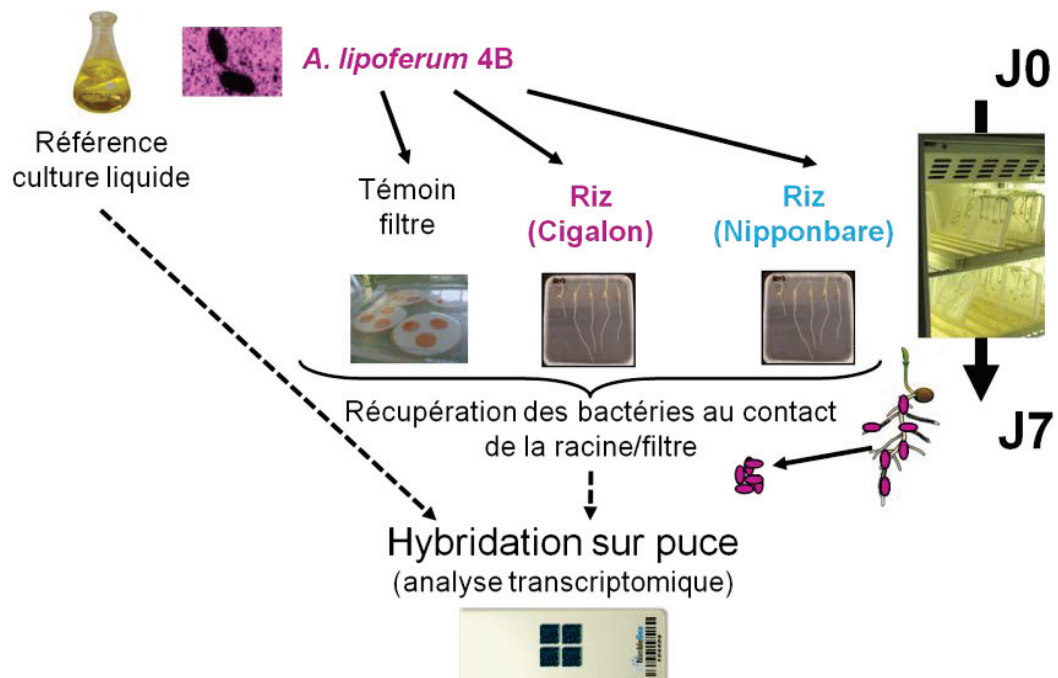 A. lipoferum 4B
J0
Référence
culture liquide
Témoin
filtre
Riz
(Cigalon)
Riz
(Nipponbare)
Récupération des bactéries au contact
de la racine/filtre
J7
Hybridation sur puce
(analyse transcriptomique)
NimbleGen